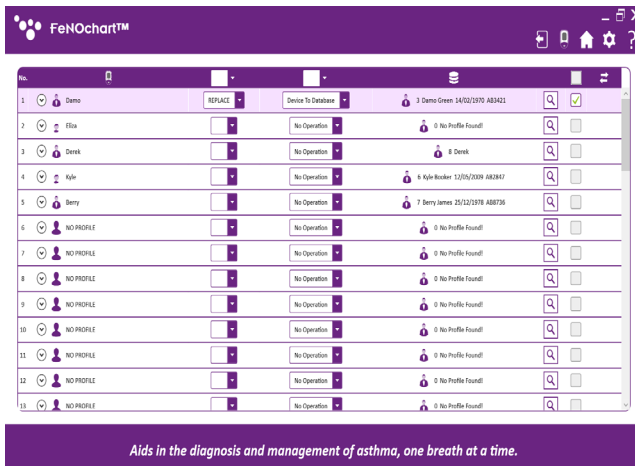 FeNOchart™
?
No.
1 Damo REPLACE Device To Database 3 Damo Green 14/02/1970 AB3421
2 Eliza No Operation 0 No Profile Found!
3 Derek No Operation 8 Derek
4 Kyle No Operation 6 Kyle Booker 12/05/2009 AB2847
5 Berry No Operation 7 Berry James 25/12/1978 AB8736
6 NO PROFILE No Operation 0 No Profile Found!
7 NO PROFILE No Operation 0 No Profile Found!
8 NO PROFILE No Operation 0 No Profile Found!
9 NO PROFILE No Operation 0 No Profile Found!
10 NO PROFILE No Operation 0 No Profile Found!
11 NO PROFILE No Operation 0 No Profile Found!
12 NO PROFILE No Operation 0 No Profile Found!
13 NO PROFILE No Operation 0 No Profile Found!
Aids in the diagnosis and management of asthma, one breath at a time.